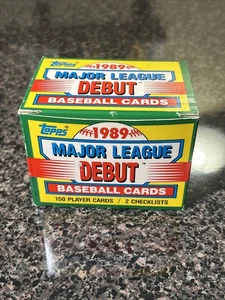 Topps 1989
MAJOR LEAGUE
DEBUT
BASEBALL CARDS
Topps 1989
MAJOR LEAGUE
DEBUT
BASEBALL CARDS
150 PLAYER CARDS / 2 CHECKLISTS